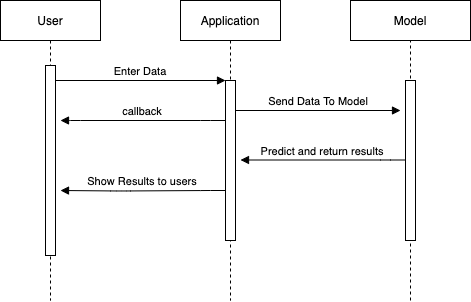 User
Application
Model
Enter Data
Send Data To Model
callback
Predict and return results
Show Results to users